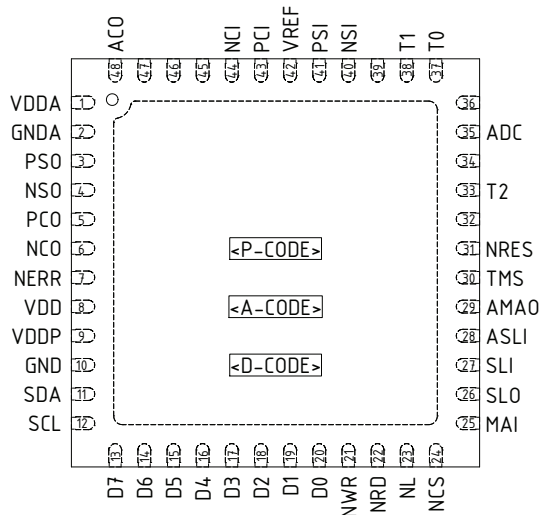 ACO NCI PCI VREF PSI NSI T1 T0
48 47 46 45 44 43 42 41 40 39 38 37
VDDA 1
GNDA 2
PSO 3
NSO 4
PCO 5
NCO 6
NERR 7
VDD 8
VDDP 9
GND 10
SDA 11
SCL 12
<P-CODE>
<A-CODE>
<D-CODE>
36
35 ADC
34
33 T2
32
31 NRES
30 TMS
29 AMAO
28 ASLI
27 SLI
26 SLO
25 MAI
13 14 15 16 17 18 19 20 21 22 23 24
D7 D6 D5 D4 D3 D2 D1 D0 NWR NRD NL NCS